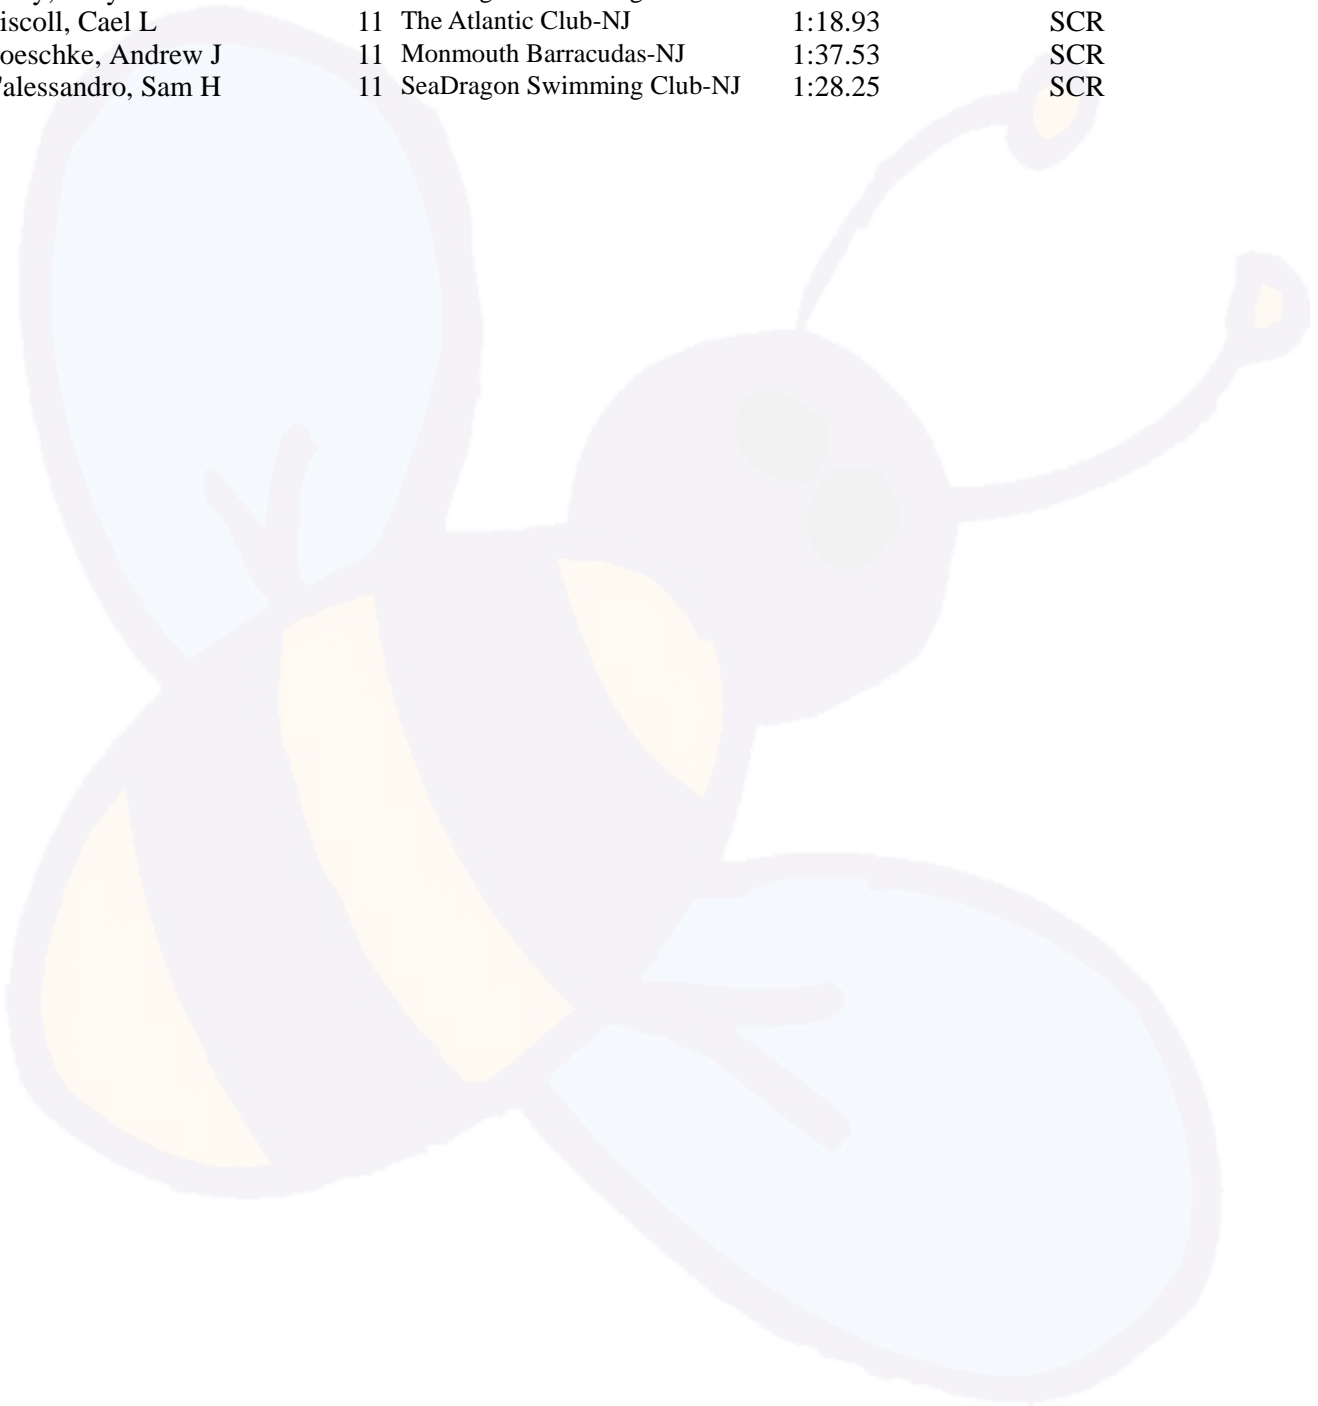 iscoll, Cael L 11 The Atlantic Club-NJ 1:18.93 SCR
oeschke, Andrew J 11 Monmouth Barracudas-NJ 1:37.53 SCR
'alessandro, Sam H 11 SeaDragon Swimming Club-NJ 1:28.25 SCR